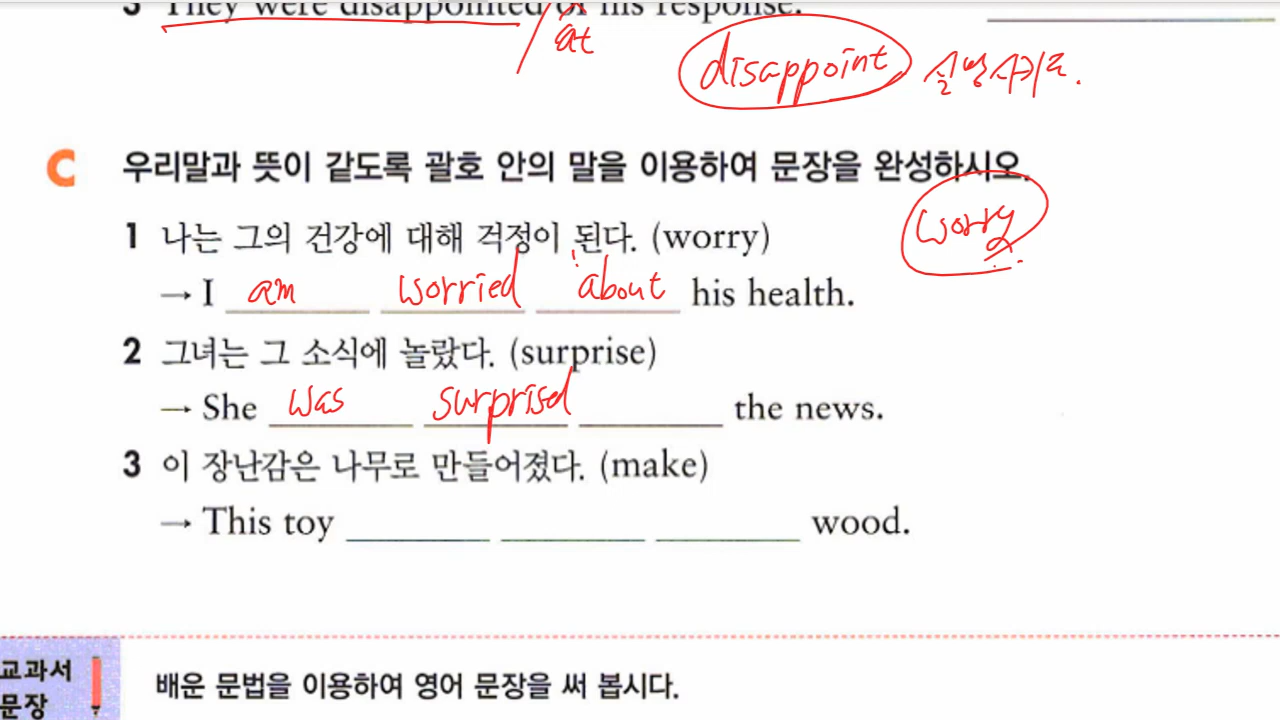 3 They were disappointed of his response.
at
disappoint
C 우리말과 뜻이 같도록 괄호 안의 말을 이용하여 문장을 완성하시오.
worry
1 나는 그의 건강에 대해 걱정이 된다. (worry)
→ I am worried about his health.
2 그녀는 그 소식에 놀랐다. (surprise)
→ She was surprised the news.
3 이 장난감은 나무로 만들어졌다. (make)
→ This toy wood.
교과서
문장
배운 문법을 이용하여 영어 문장을 써 봅시다.